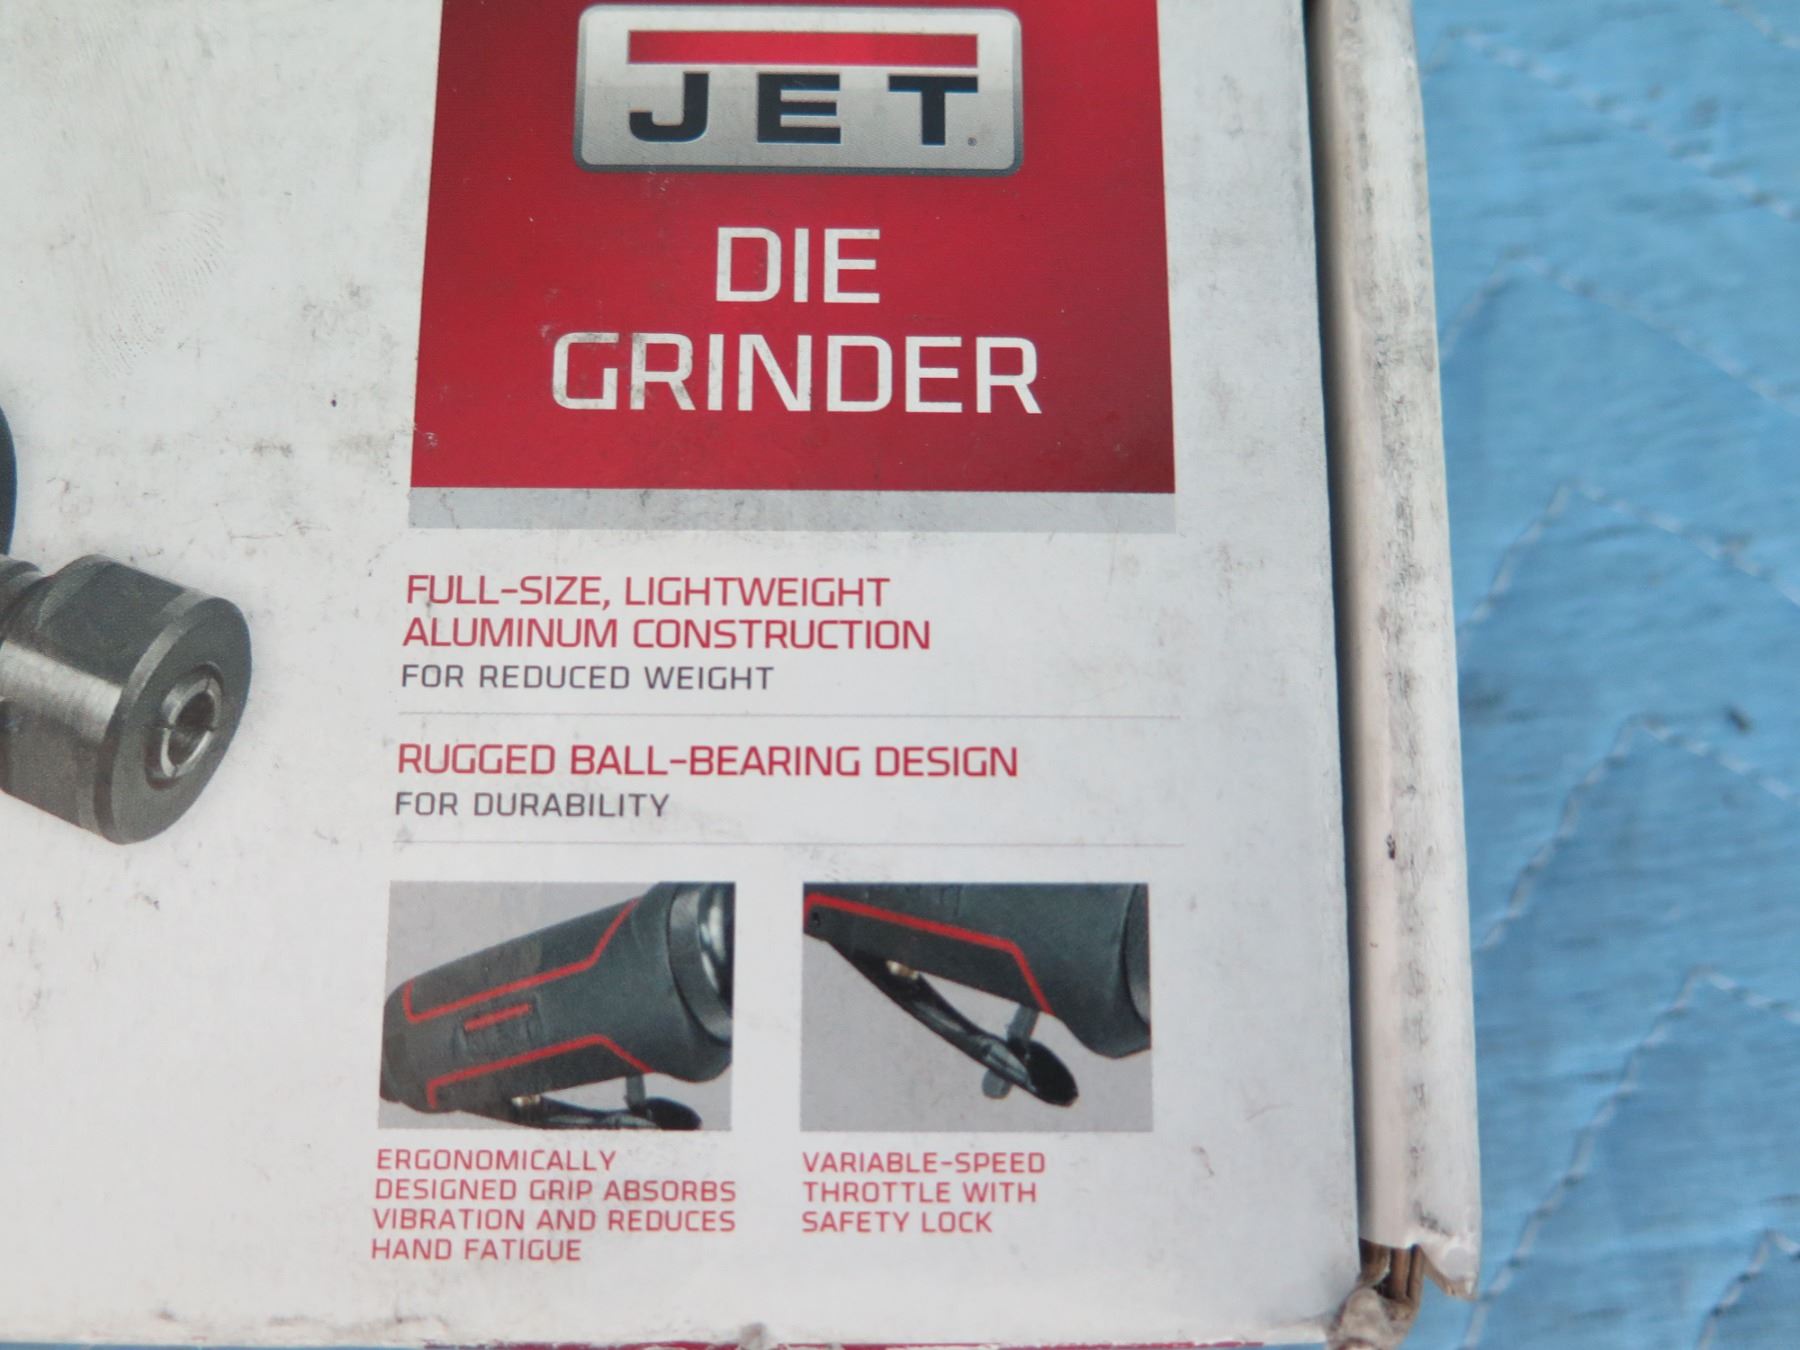 JET®
DIE
GRINDER
FULL-SIZE, LIGHTWEIGHT
ALUMINUM CONSTRUCTION
FOR REDUCED WEIGHT
RUGGED BALL-BEARING DESIGN
FOR DURABILITY
ERGONOMICALLY
DESIGNED GRIP ABSORBS
VIBRATION AND REDUCES
HAND FATIGUE
VARIABLE-SPEED
THROTTLE WITH
SAFETY LOCK